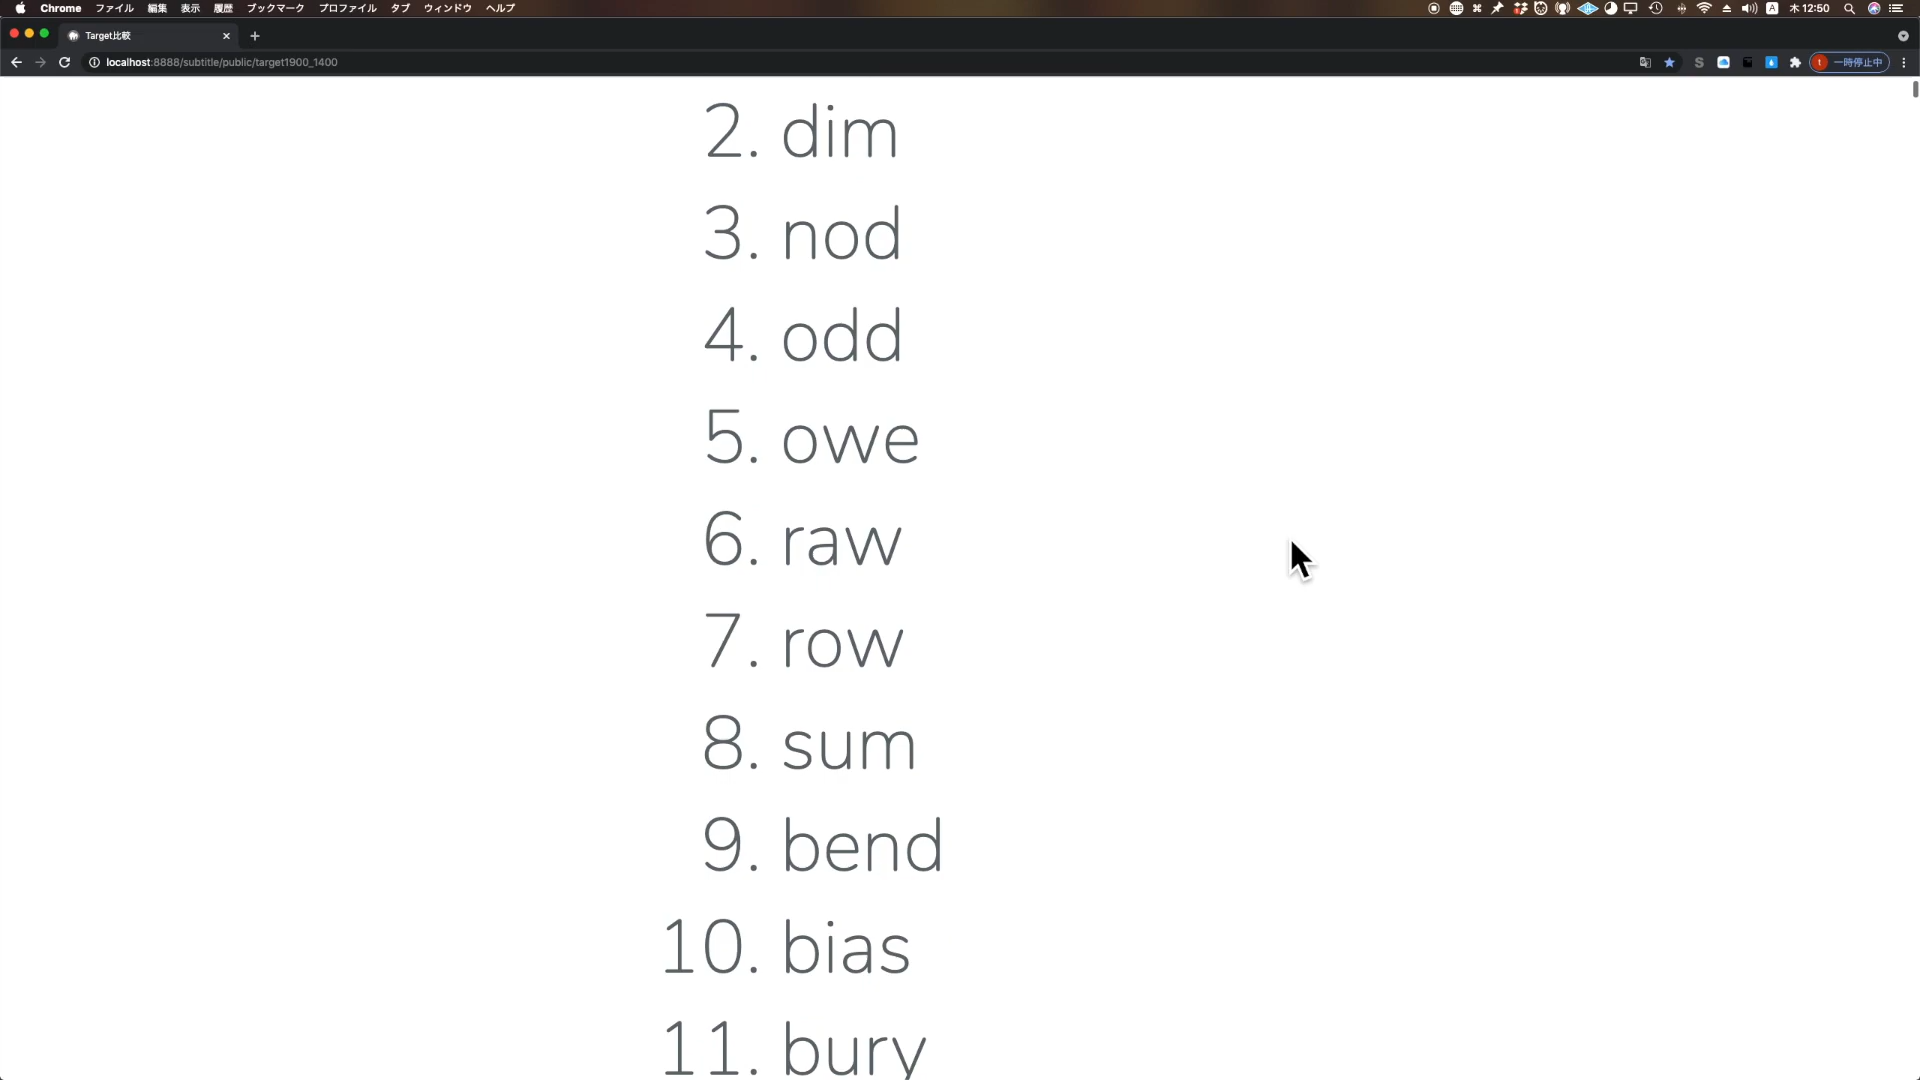 Chrome ファイル 編集 表示 履歴 ブックマーク プロファイル タブ ウィンドウ ヘルプ 木12:50
Target比較
localhost:8888/subtitle/public/target1900_1400 一時停止中
2. dim
3. nod
4. odd
5. owe
6. raw
7. row
8. sum
9. bend
10. bias
11. bury